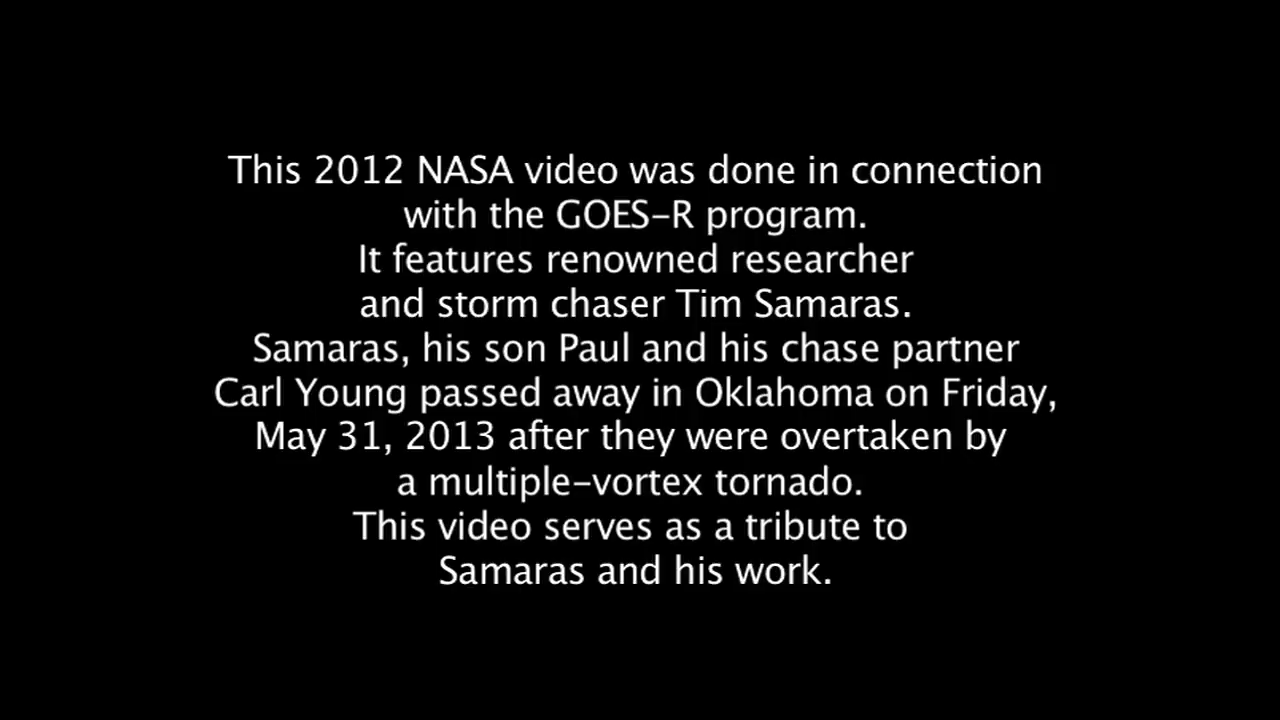 This 2012 NASA video was done in connection
with the GOES-R program.
It features renowned researcher
and storm chaser Tim Samaras.
Samaras, his son Paul and his chase partner
Carl Young passed away in Oklahoma on Friday,
May 31, 2013 after they were overtaken by
a multiple-vortex tornado.
This video serves as a tribute to
Samaras and his work.